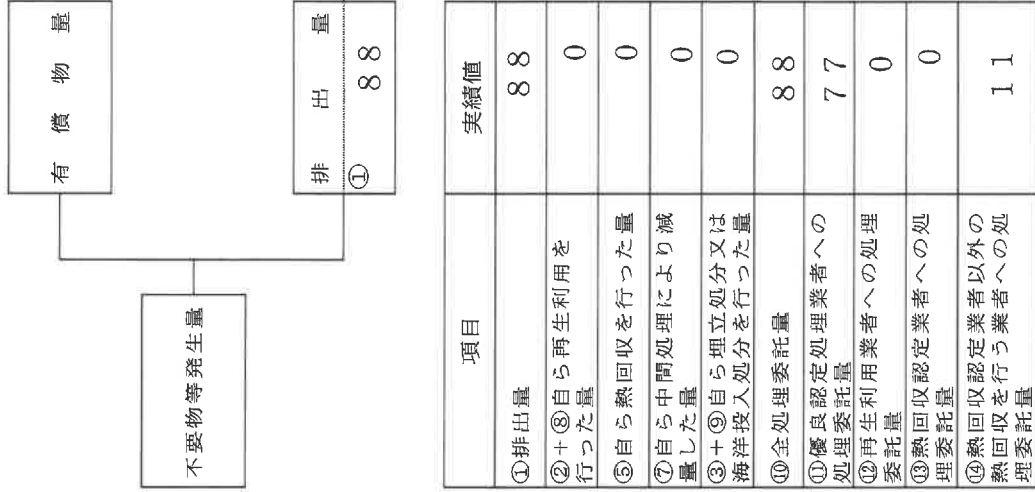 有償物量
不要物等発生量
排出量
①
88
項目
実績値
①排出量
88
②+⑧自ら再生利用を
行った量
0
⑤自ら熱回収を行った量
0
⑦自ら中間処理により減
量した量
0
③+⑨自ら埋立処分又は
海洋投入処分を行った量
0
⑩全処理委託量
88
⑪優良認定処理業者への
処理委託量
77
⑫再生利用業者への処理
委託量
0
⑬熱回収認定業者への処
理委託量
0
⑭熱回収認定業者以外の
熱回収を行う業者への処
理委託量
11